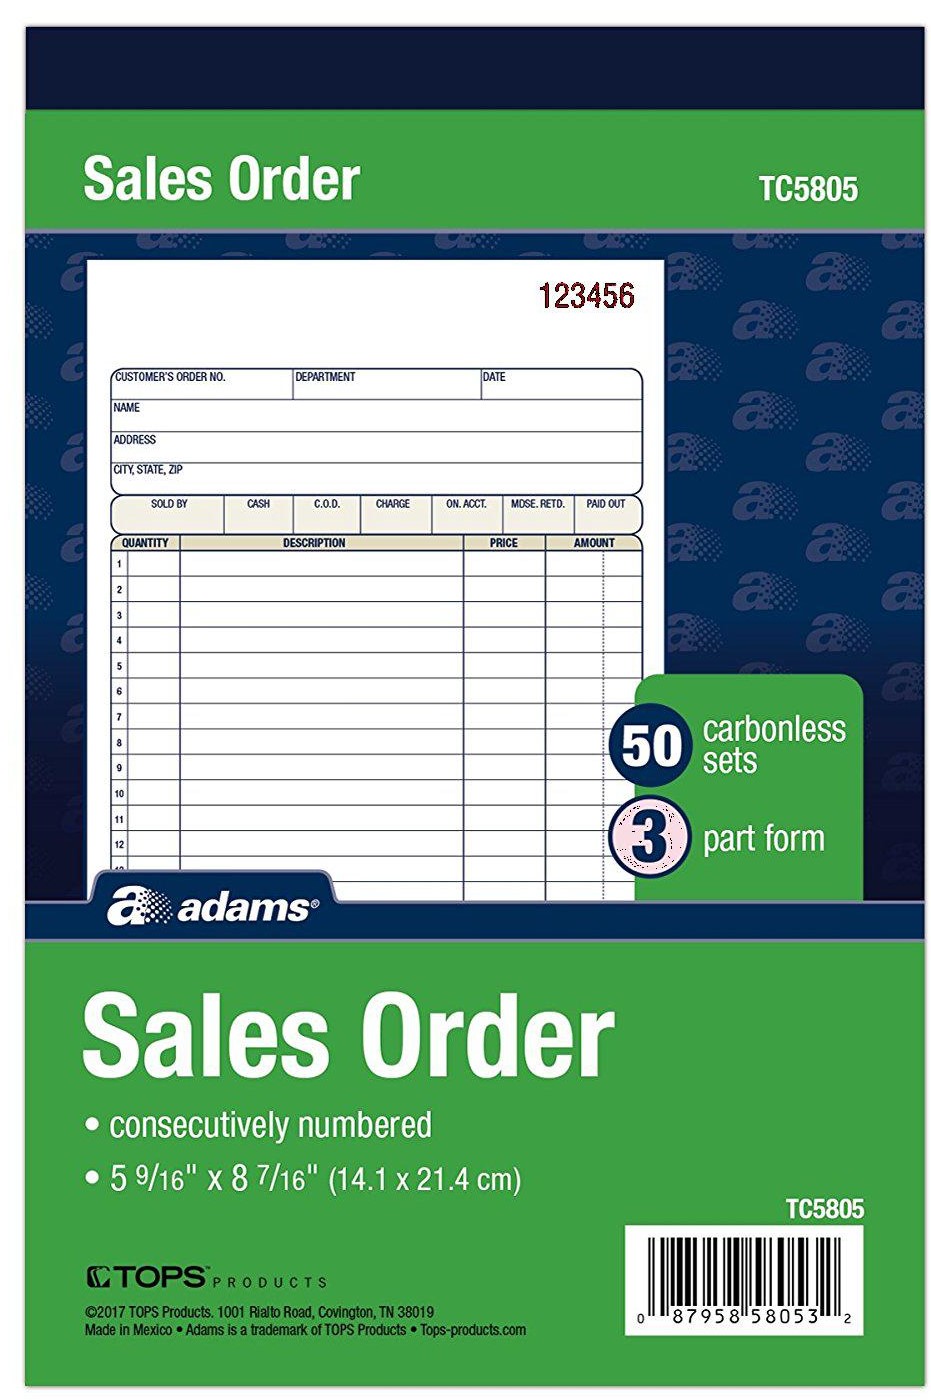 Sales Order
TC5805
123456
CUSTOMER'S ORDER NO. DEPARTMENT DATE
NAME
ADDRESS
CITY, STATE, ZIP
SOLD BY CASH C.O.D. CHARGE ON. ACCT. MDSE. RETD. PAID OUT
QUANTITY DESCRIPTION PRICE AMOUNT
1
2
3
4
5
6
7
8
9
10
11
12
50 carbonless
sets
3 part form
a adams®
Sales Order
• consecutively numbered
• 5 9/16" x 8 7/16" (14.1 x 21.4 cm)
TC5805
TOPS™ PRODUCTS
©2017 TOPS Products. 1001 Rialto Road, Covington, TN 38019
Made in Mexico • Adams is a trademark of TOPS Products • Tops-products.com
0 87958 58053 2